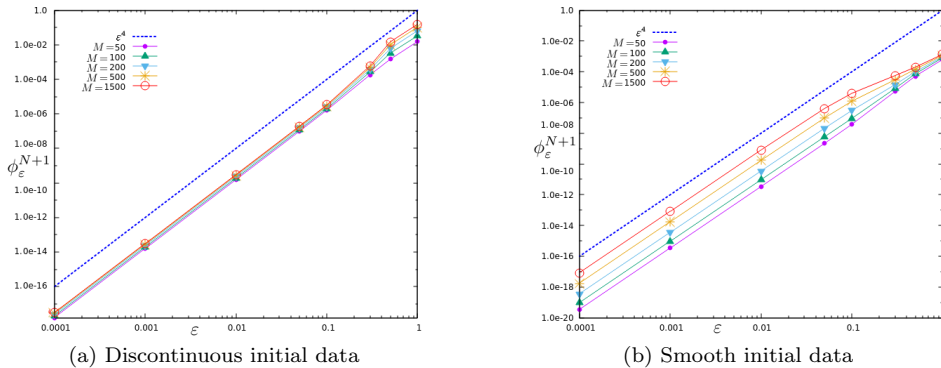 1.0
1.0e-02
1.0e-04
1.0e-06
1.0e-08
ϕ_ε^{N+1}
1.0e-10
1.0e-12
1.0e-14
1.0e-16
ε⁴
M = 50
M = 100
M = 200
M = 500
M = 1500
0.0001 0.001 0.01 0.1 1
ε
(a) Discontinuous initial data
1.0
1.0e-02
1.0e-04
1.0e-06
1.0e-08
ϕ_ε^{N+1}
1.0e-10
1.0e-12
1.0e-14
1.0e-16
1.0e-18
1.0e-20
ε⁴
M = 50
M = 100
M = 200
M = 500
M = 1500
0.0001 0.001 0.01 0.1
ε
(b) Smooth initial data